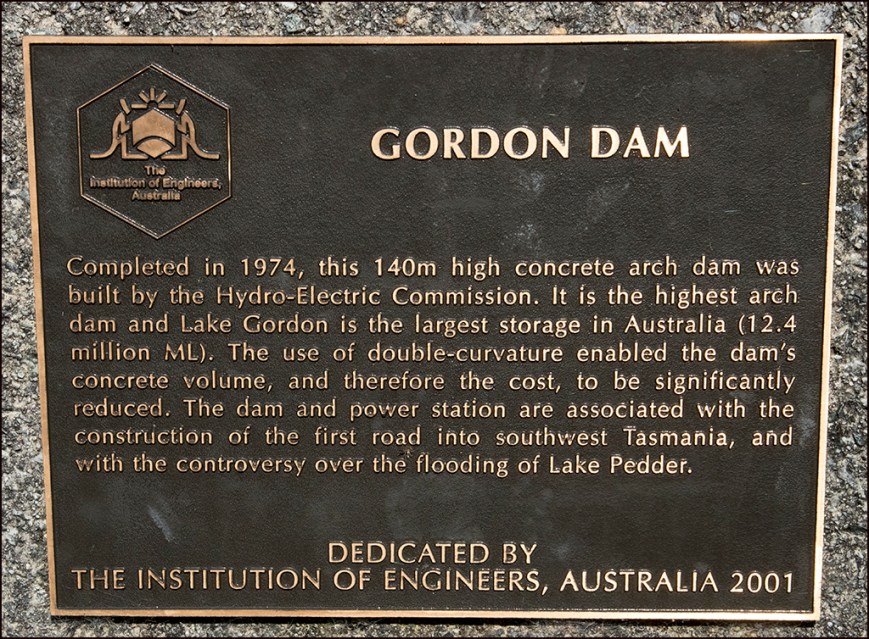 The
Institution of Engineers,
Australia
GORDON DAM
Completed in 1974, this 140m high concrete arch dam was
built by the Hydro-Electric Commission. It is the highest arch
dam and Lake Gordon is the largest storage in Australia (12.4
million ML). The use of double-curvature enabled the dam's
concrete volume, and therefore the cost, to be significantly
reduced. The dam and power station are associated with the
construction of the first road into southwest Tasmania, and
with the controversy over the flooding of Lake Pedder.
DEDICATED BY
THE INSTITUTION OF ENGINEERS, AUSTRALIA 2001